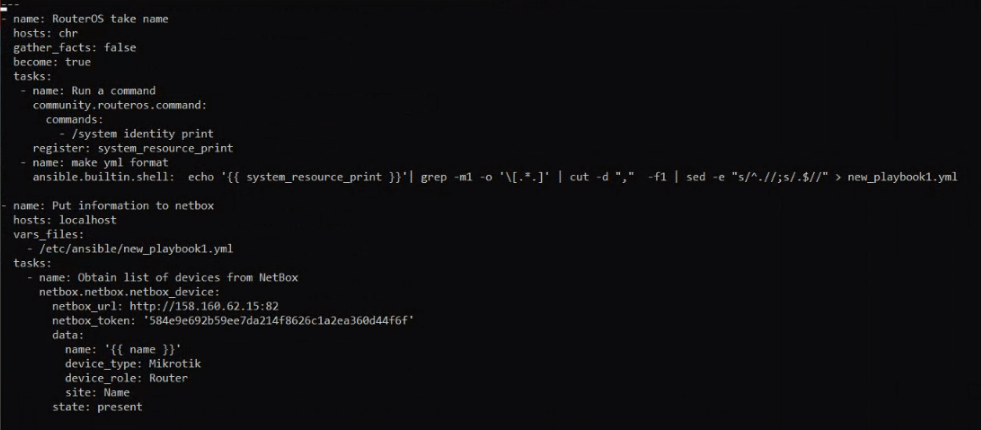 ---
- name: RouterOS take name
  hosts: chr
  gather_facts: false
  become: true
  tasks:
   - name: Run a command
     community.routeros.command:
       commands:
         - /system identity print
     register: system_resource_print
   - name: make yml format
     ansible.builtin.shell:  echo '{{ system_resource_print }}'| grep -m1 -o '\[.*.]' | cut -d ","  -f1 | sed -e "s/^.//;s/.$//" > new_playbook1.yml
- name: Put information to netbox
  hosts: localhost
  vars_files:
    - /etc/ansible/new_playbook1.yml
  tasks:
    - name: Obtain list of devices from NetBox
      netbox.netbox.netbox_device:
        netbox_url: http://158.160.62.15:82
        netbox_token: '584e9e692b59ee7da214f8626c1a2ea360d44f6f'
        data:
          name: '{{ name }}'
          device_type: Mikrotik
          device_role: Router
          site: Name
        state: present